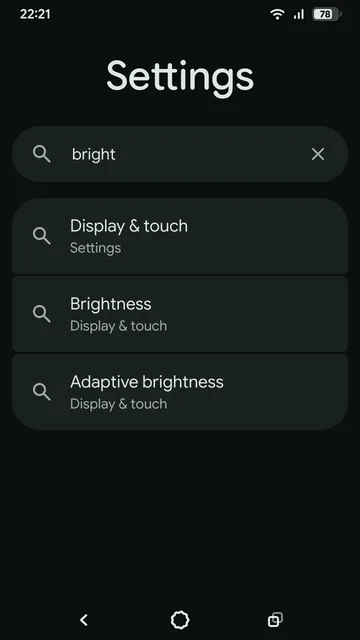 22:21
78
Settings
bright
Display & touch
Settings
Brightness
Display & touch
Adaptive brightness
Display & touch